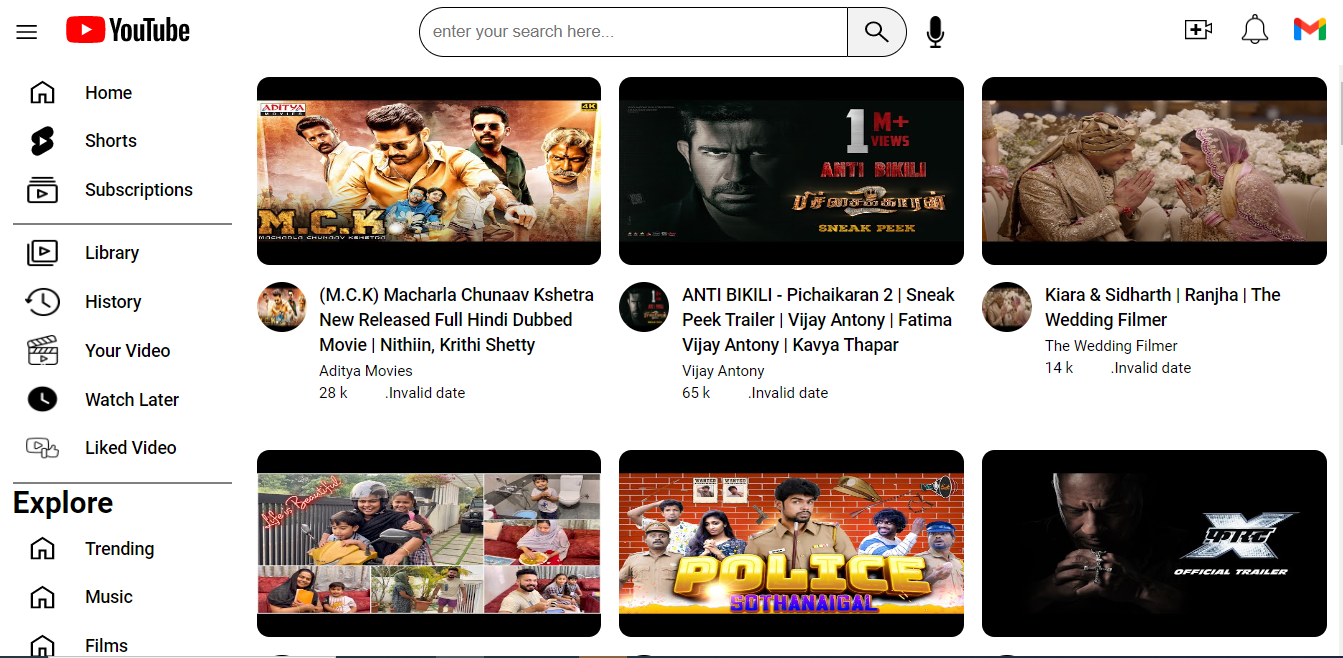 YouTube
enter your search here...
Home
Shorts
Subscriptions
Library
History
Your Video
Watch Later
Liked Video
Explore
Trending
Music
Films
ADITYA
MOVIES
4K
M.C.K
MACHARLA CHUNAAV KSHETRA
(M.C.K) Macharla Chunaav Kshetra
New Released Full Hindi Dubbed
Movie | Nithiin, Krithi Shetty
Aditya Movies
28 k .Invalid date
1 M+
VIEWS
ANTI BIKILI
பிச்சைக்காரன்
2
SNEAK PEEK
ANTI BIKILI - Pichaikaran 2 | Sneak
Peek Trailer | Vijay Antony | Fatima
Vijay Antony | Kavya Thapar
Vijay Antony
65 k .Invalid date
Kiara & Sidharth | Ranjha | The
Wedding Filmer
The Wedding Filmer
14 k .Invalid date
Life is Beautiful
WANTED
WANTED
POLICE
SOTHANAIGAL
X
OFFICIAL TRAILER